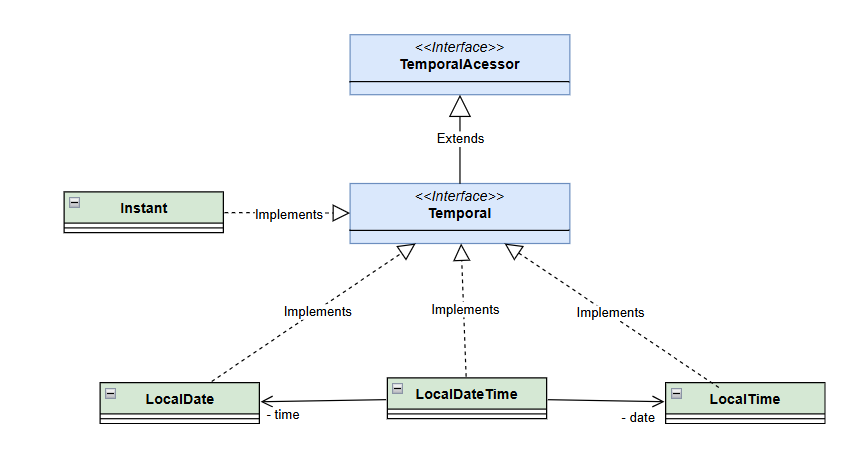 <<Interface>>
TemporalAcessor
Extends
<<Interface>>
Temporal
Instant
Implements
Implements
Implements
Implements
LocalDate
LocalDateTime
LocalTime
- time
- date